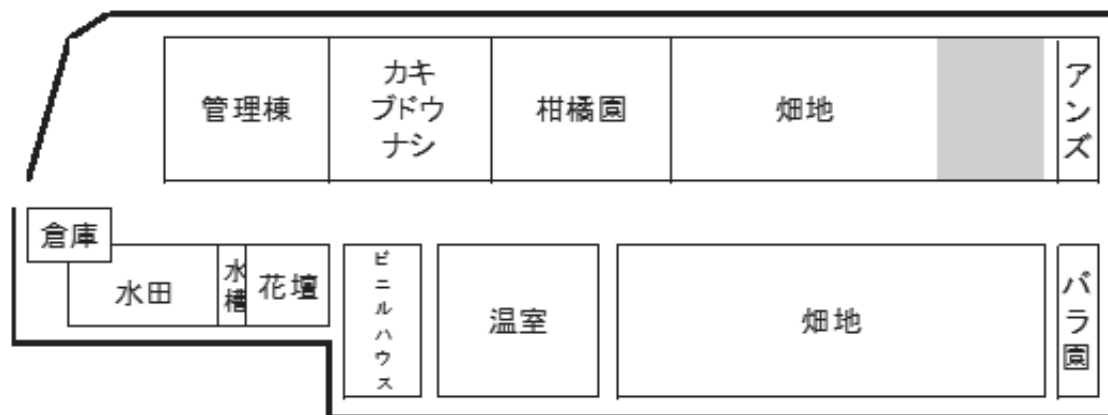 管理棟
カキ
ブドウ
ナシ
柑橘園
畑地
アンズ
倉庫
水田
水槽
花壇
ビニルハウス
温室
畑地
バラ園